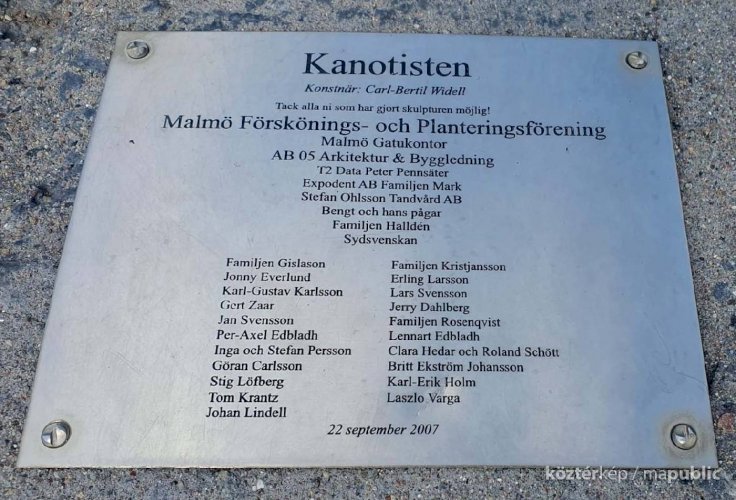 Kanotisten
Konstnär: Carl-Bertil Widell
Tack alla ni som har gjort skulpturen möjlig!
Malmö Förskönings- och Planteringsförening
Malmö Gatukontor
AB 05 Arkitektur & Byggledning
T2 Data Peter Pennsäter
Expodent AB Familjen Mark
Stefan Ohlsson Tandvård AB
Bengt och hans pågar
Familjen Halldén
Sydsvenskan
Familjen Gislason
Jonny Everlund
Karl-Gustav Karlsson
Gert Zaar
Jan Svensson
Per-Axel Edbladh
Inga och Stefan Persson
Göran Carlsson
Stig Löfberg
Tom Krantz
Johan Lindell
Familjen Kristjansson
Erling Larsson
Lars Svensson
Jerry Dahlberg
Familjen Rosenqvist
Lennart Edbladh
Clara Hedar och Roland Schött
Britt Ekström Johansson
Karl-Erik Holm
Laszlo Varga
22 september 2007
köztérkép / mapublic